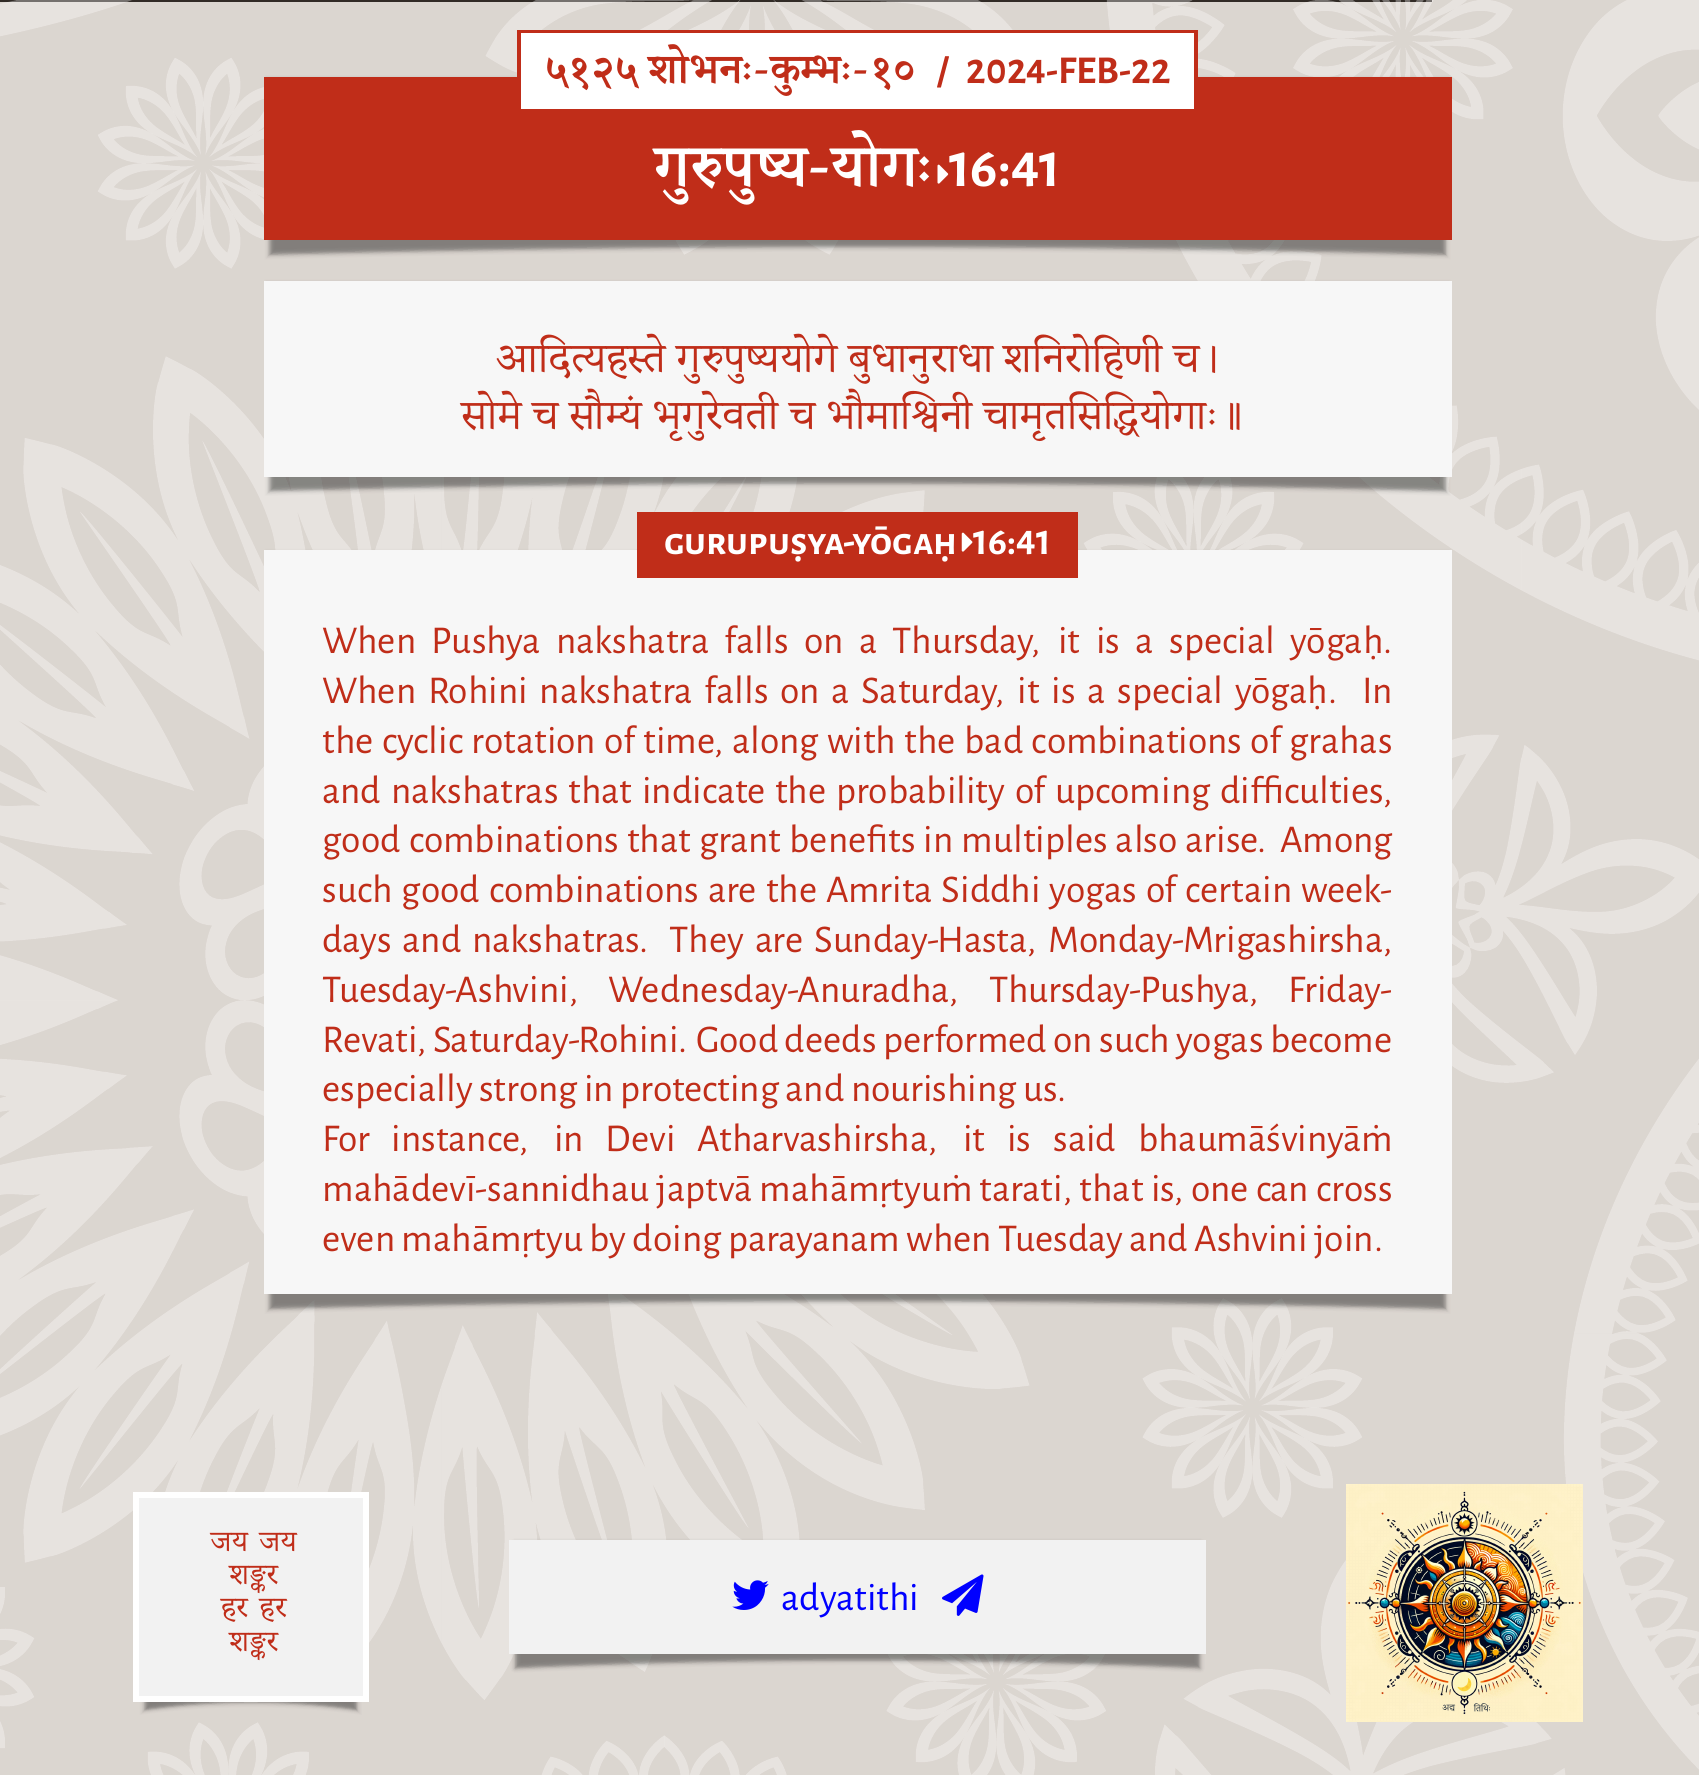 ५१२५ शोभनः-कुम्भः-१० / 2024-FEB-22
गुरुपुष्य-योगः▸16:41
आदित्यहस्ते गुरुपुष्ययोगे बुधानुराधा शनिरोहिणी च।
सोमे च सौम्यं भृगुरेवती च भौमाश्विनी चामृतसिद्धियोगाः॥
GURUPUṢYA-YŌGAḤ▸16:41
When Pushya nakshatra falls on a Thursday, it is a special yōgaḥ.
When Rohini nakshatra falls on a Saturday, it is a special yōgaḥ. In
the cyclic rotation of time, along with the bad combinations of grahas
and nakshatras that indicate the probability of upcoming difficulties,
good combinations that grant benefits in multiples also arise. Among
such good combinations are the Amrita Siddhi yogas of certain week-
days and nakshatras. They are Sunday-Hasta, Monday-Mrigashirsha,
Tuesday-Ashvini, Wednesday-Anuradha, Thursday-Pushya, Friday-
Revati, Saturday-Rohini. Good deeds performed on such yogas become
especially strong in protecting and nourishing us.
For instance, in Devi Atharvashirsha, it is said bhaumāśvinyāṁ
mahādevī-sannidhau japtvā mahāmṛtyuṁ tarati, that is, one can cross
even mahāmṛtyu by doing parayanam when Tuesday and Ashvini join.
जय जय
शङ्कर
हर हर
शङ्कर
adyatithi
अद्य तिथिः